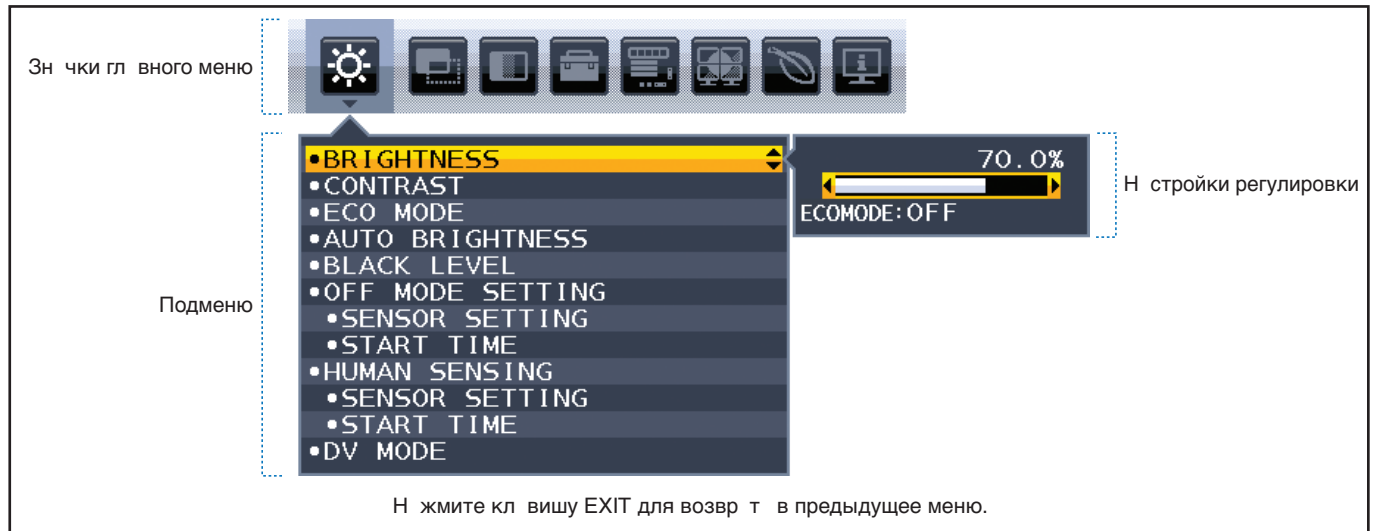 Зн чки гл вного меню
•BRIGHTNESS
70.0%
•CONTRAST
Н стройки регулировки
•ECO MODE
ECOMODE:OFF
•AUTO BRIGHTNESS
•BLACK LEVEL
•OFF MODE SETTING
Подменю
•SENSOR SETTING
•START TIME
•HUMAN SENSING
•SENSOR SETTING
•START TIME
•DV MODE
Н жмите кл вишу EXIT для возвр т в предыдущее меню.